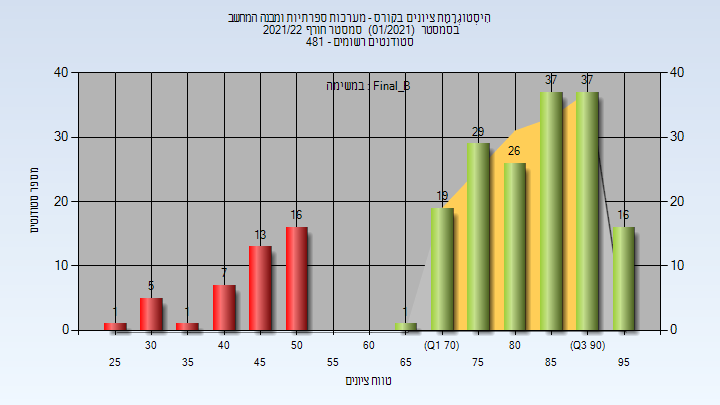 היסטוגרמת ציונים בקורס - מערכות ספרתיות ומבנה המחשב
בסמסטר (01/2021) סמסטר חורף 2021/22
סטודנטים רשומים - 481
במשימה : Final_B
40 40
30 30
20 20
10 10
0 0
מספר סטודנטים
1 5 1 7 13 16 1 19 29 26 37 37 16
30 40 50 60 (Q1 70) 80 (Q3 90)
25 35 45 55 65 75 85 95
טווח ציונים